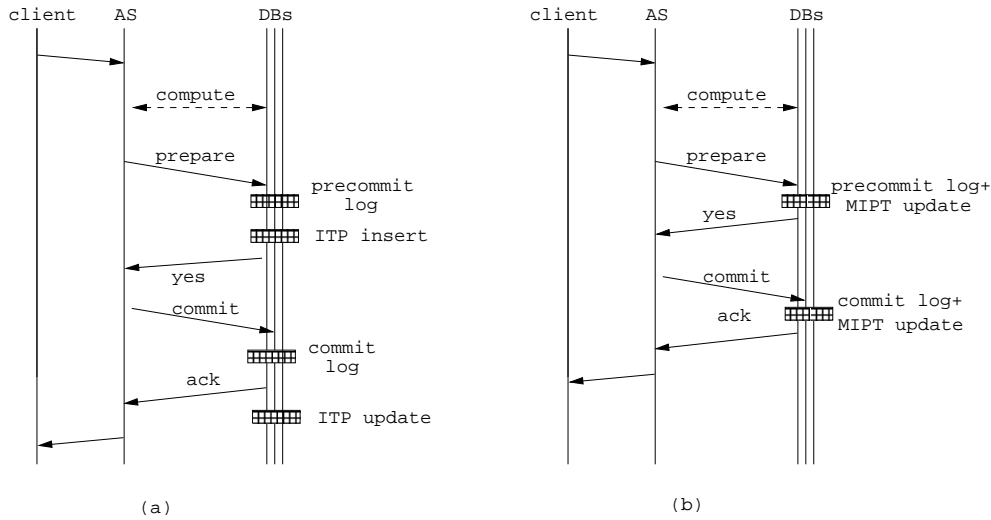 client AS DBs
compute
prepare
precommit
log
ITP insert
yes
commit
commit
log
ack
ITP update
(a)
client AS DBs
compute
prepare
precommit log+
MIPT update
yes
commit
commit log+
MIPT update
ack
(b)